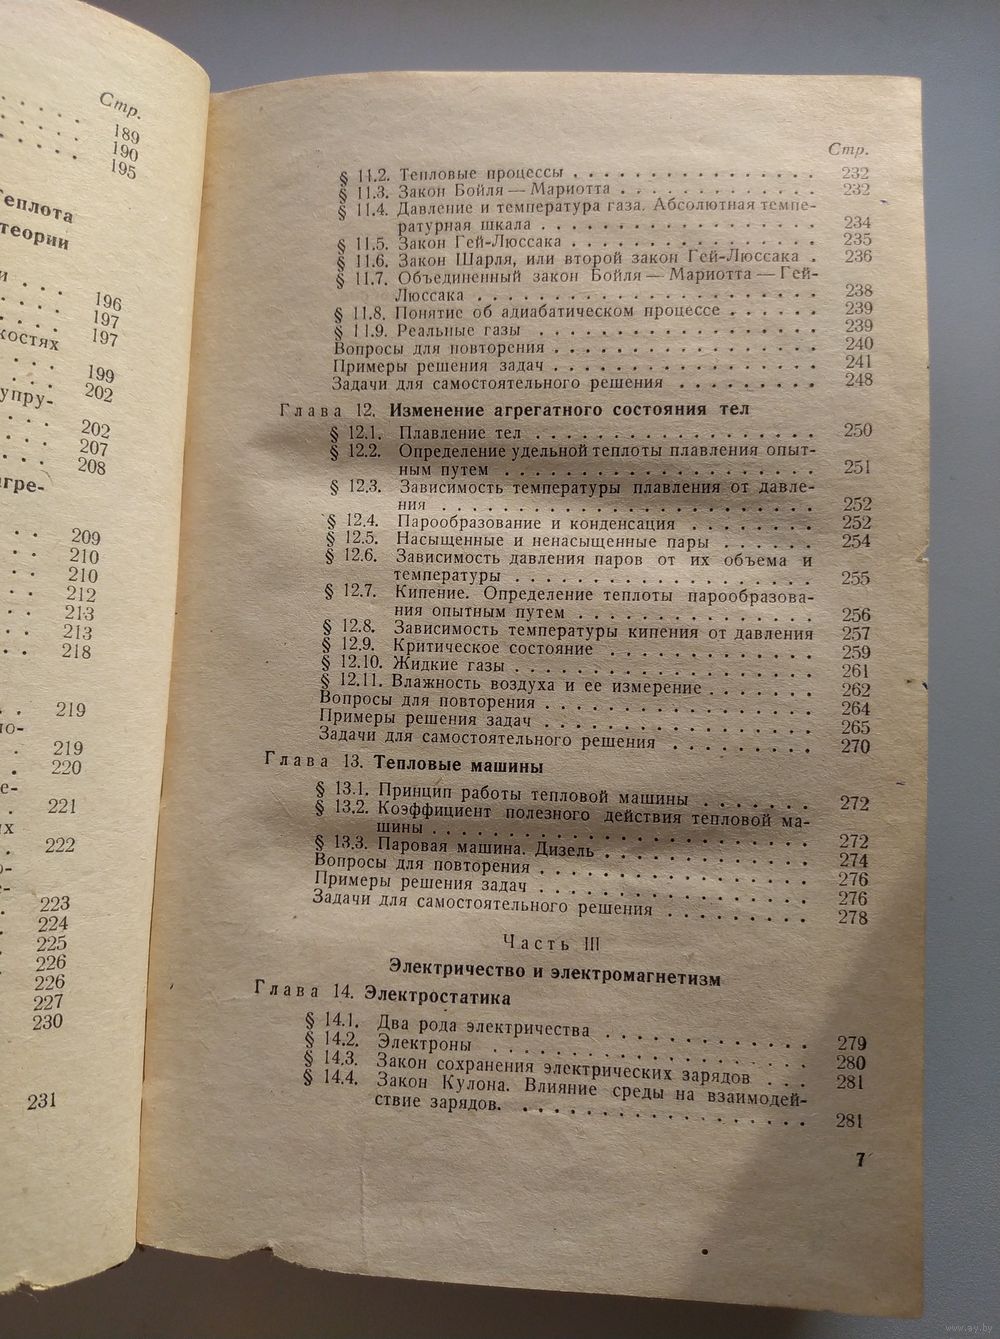 Стр.
189
190
195
теории
196
197
костях
197
199
упру-
202
202
207
208
агре-
209
210
210
212
213
213
218
219
219
220
221
222
223
224
225
226
226
227
230
231
Стр.
§ 11.2. Тепловые процессы . . . . . . . . . . . . . . . 232
§ 11.3. Закон Бойля — Мариотта . . . . . . . . . . . . 232
§ 11.4. Давление и температура газа. Абсолютная темпе-
ратурная шкала . . . . . . . . . . . . . . . . . 234
§ 11.5. Закон Гей-Люссака . . . . . . . . . . . . . . . 235
§ 11.6. Закон Шарля, или второй закон Гей-Люссака . 236
§ 11.7. Объединенный закон Бойля — Мариотта — Гей-
Люссака . . . . . . . . . . . . . . . . . . . . 238
§ 11.8. Понятие об адиабатическом процессе . . . . . . 239
§ 11.9. Реальные газы . . . . . . . . . . . . . . . . . 239
Вопросы для повторения . . . . . . . . . . . . . . . . 240
Примеры решения задач . . . . . . . . . . . . . . . . 241
Задачи для самостоятельного решения . . . . . . . . . 248
Глава 12. Изменение агрегатного состояния тел
§ 12.1. Плавление тел . . . . . . . . . . . . . . . . . 250
§ 12.2. Определение удельной теплоты плавления опыт-
ным путем . . . . . . . . . . . . . . . . . . . 251
§ 12.3. Зависимость температуры плавления от давле-
ния . . . . . . . . . . . . . . . . . . . . . . 252
§ 12.4. Парообразование и конденсация . . . . . . . . 252
§ 12.5. Насыщенные и ненасыщенные пары . . . . . . 254
§ 12.6. Зависимость давления паров от их объема и
температуры . . . . . . . . . . . . . . . . . . 255
§ 12.7. Кипение. Определение теплоты парообразова-
ния опытным путем . . . . . . . . . . . . . . 256
§ 12.8. Зависимость температуры кипения от давления 257
§ 12.9. Критическое состояние . . . . . . . . . . . . 259
§ 12.10. Жидкие газы . . . . . . . . . . . . . . . . . 261
§ 12.11. Влажность воздуха и ее измерение . . . . . . . 262
Вопросы для повторения . . . . . . . . . . . . . . . . 264
Примеры решения задач . . . . . . . . . . . . . . . . 265
Задачи для самостоятельного решения . . . . . . . . . 270
Глава 13. Тепловые машины
§ 13.1. Принцип работы тепловой машины . . . . . . . 272
§ 13.2. Коэффициент полезного действия тепловой ма-
шины . . . . . . . . . . . . . . . . . . . . . . 272
§ 13.3. Паровая машина. Дизель . . . . . . . . . . . . 274
Вопросы для повторения . . . . . . . . . . . . . . . . 276
Примеры решения задач . . . . . . . . . . . . . . . . 276
Задачи для самостоятельного решения . . . . . . . . . 278
Часть III
Электричество и электромагнетизм
Глава 14. Электростатика
§ 14.1. Два рода электричества . . . . . . . . . . . . 279
§ 14.2. Электроны . . . . . . . . . . . . . . . . . . . 280
§ 14.3. Закон сохранения электрических зарядов . . . 281
§ 14.4. Закон Кулона. Влияние среды на взаимодей-
ствие зарядов. . . . . . . . . . . . . . . . . . 281
7
www.ay.by